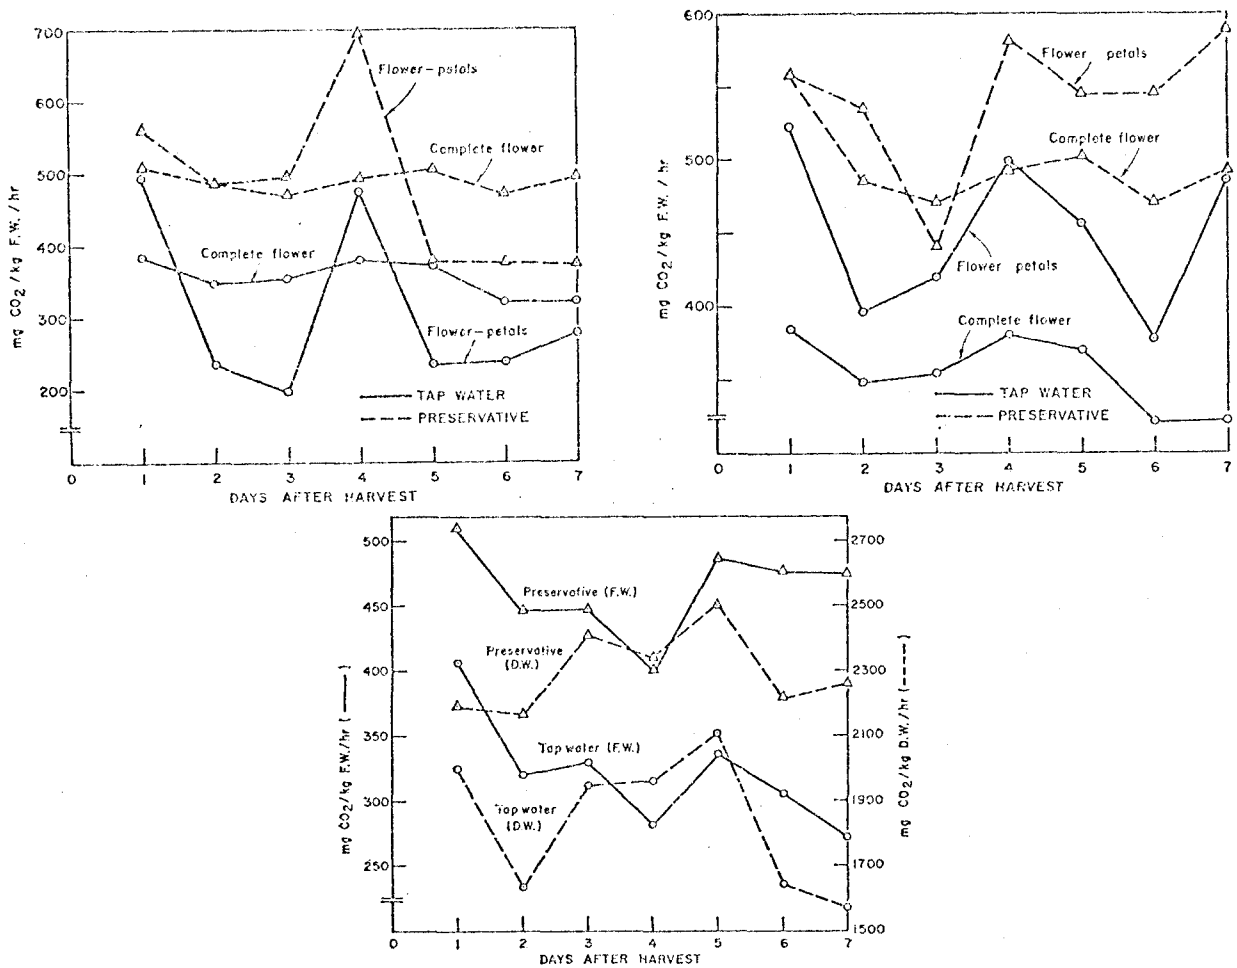 700
600
500
400
300
200
mg CO2/kg F.W./hr
Flower-petals
Complete flower
Complete flower
Flower-petals
TAP WATER
PRESERVATIVE
0 1 2 3 4 5 6 7
DAYS AFTER HARVEST
600
500
400
mg CO2/kg F.W./hr
Flower petals
Complete flower
Flower petals
Complete flower
TAP WATER
PRESERVATIVE
0 1 2 3 4 5 6 7
DAYS AFTER HARVEST
500
450
400
350
300
250
mg CO2/kg F.W./hr (——)
Preservative (F.W.)
Preservative
(D.W.)
Tap water (F.W.)
Tap water
(D.W.)
2700
2500
2300
2100
1900
1700
1500
mg CO2/kg D.W./hr (----)
0 1 2 3 4 5 6 7
DAYS AFTER HARVEST